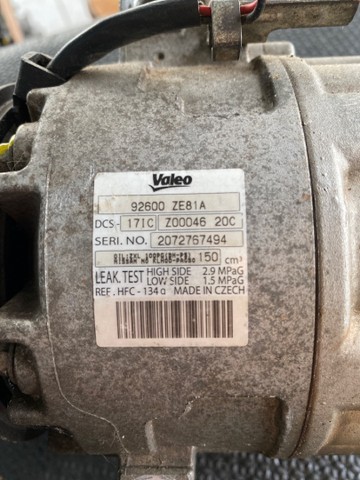 Valeo
92600 ZE81A
DCS- 17IC Z00046 20C
SERI. NO. 2072767494
150 cm³
LEAK. TEST HIGH SIDE 2.9 MPaG
LOW SIDE 1.5 MPaG
REF. HFC - 134a MADE IN CZECH